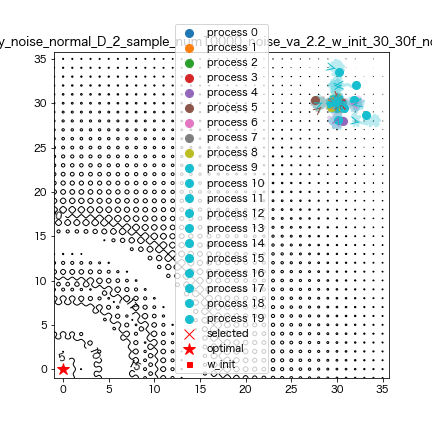 y_noise_normal_D_2_sample_num_10000_noise_va_2.2_w_init_30_30f_no
process 0
process 1
process 2
process 3
process 4
process 5
process 6
process 7
process 8
process 9
process 10
process 11
process 12
process 13
process 14
process 15
process 16
process 17
process 18
process 19
selected
optimal
w_init
35
30
25
20
15
10
5
0
0 5 10 15 20 25 30 35